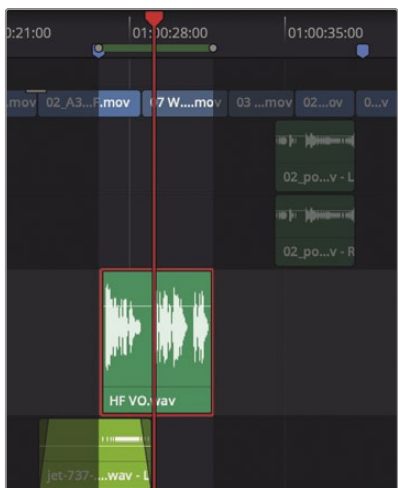 0:21:00 01:00:28:00 01:00:35:00
.mov 02_A3...F.mov 07 W....mov 03 ...mov 02...ov 0...v
02_po...v - L
02_po...v - R
HF VO.wav
jet-737-....wav - L